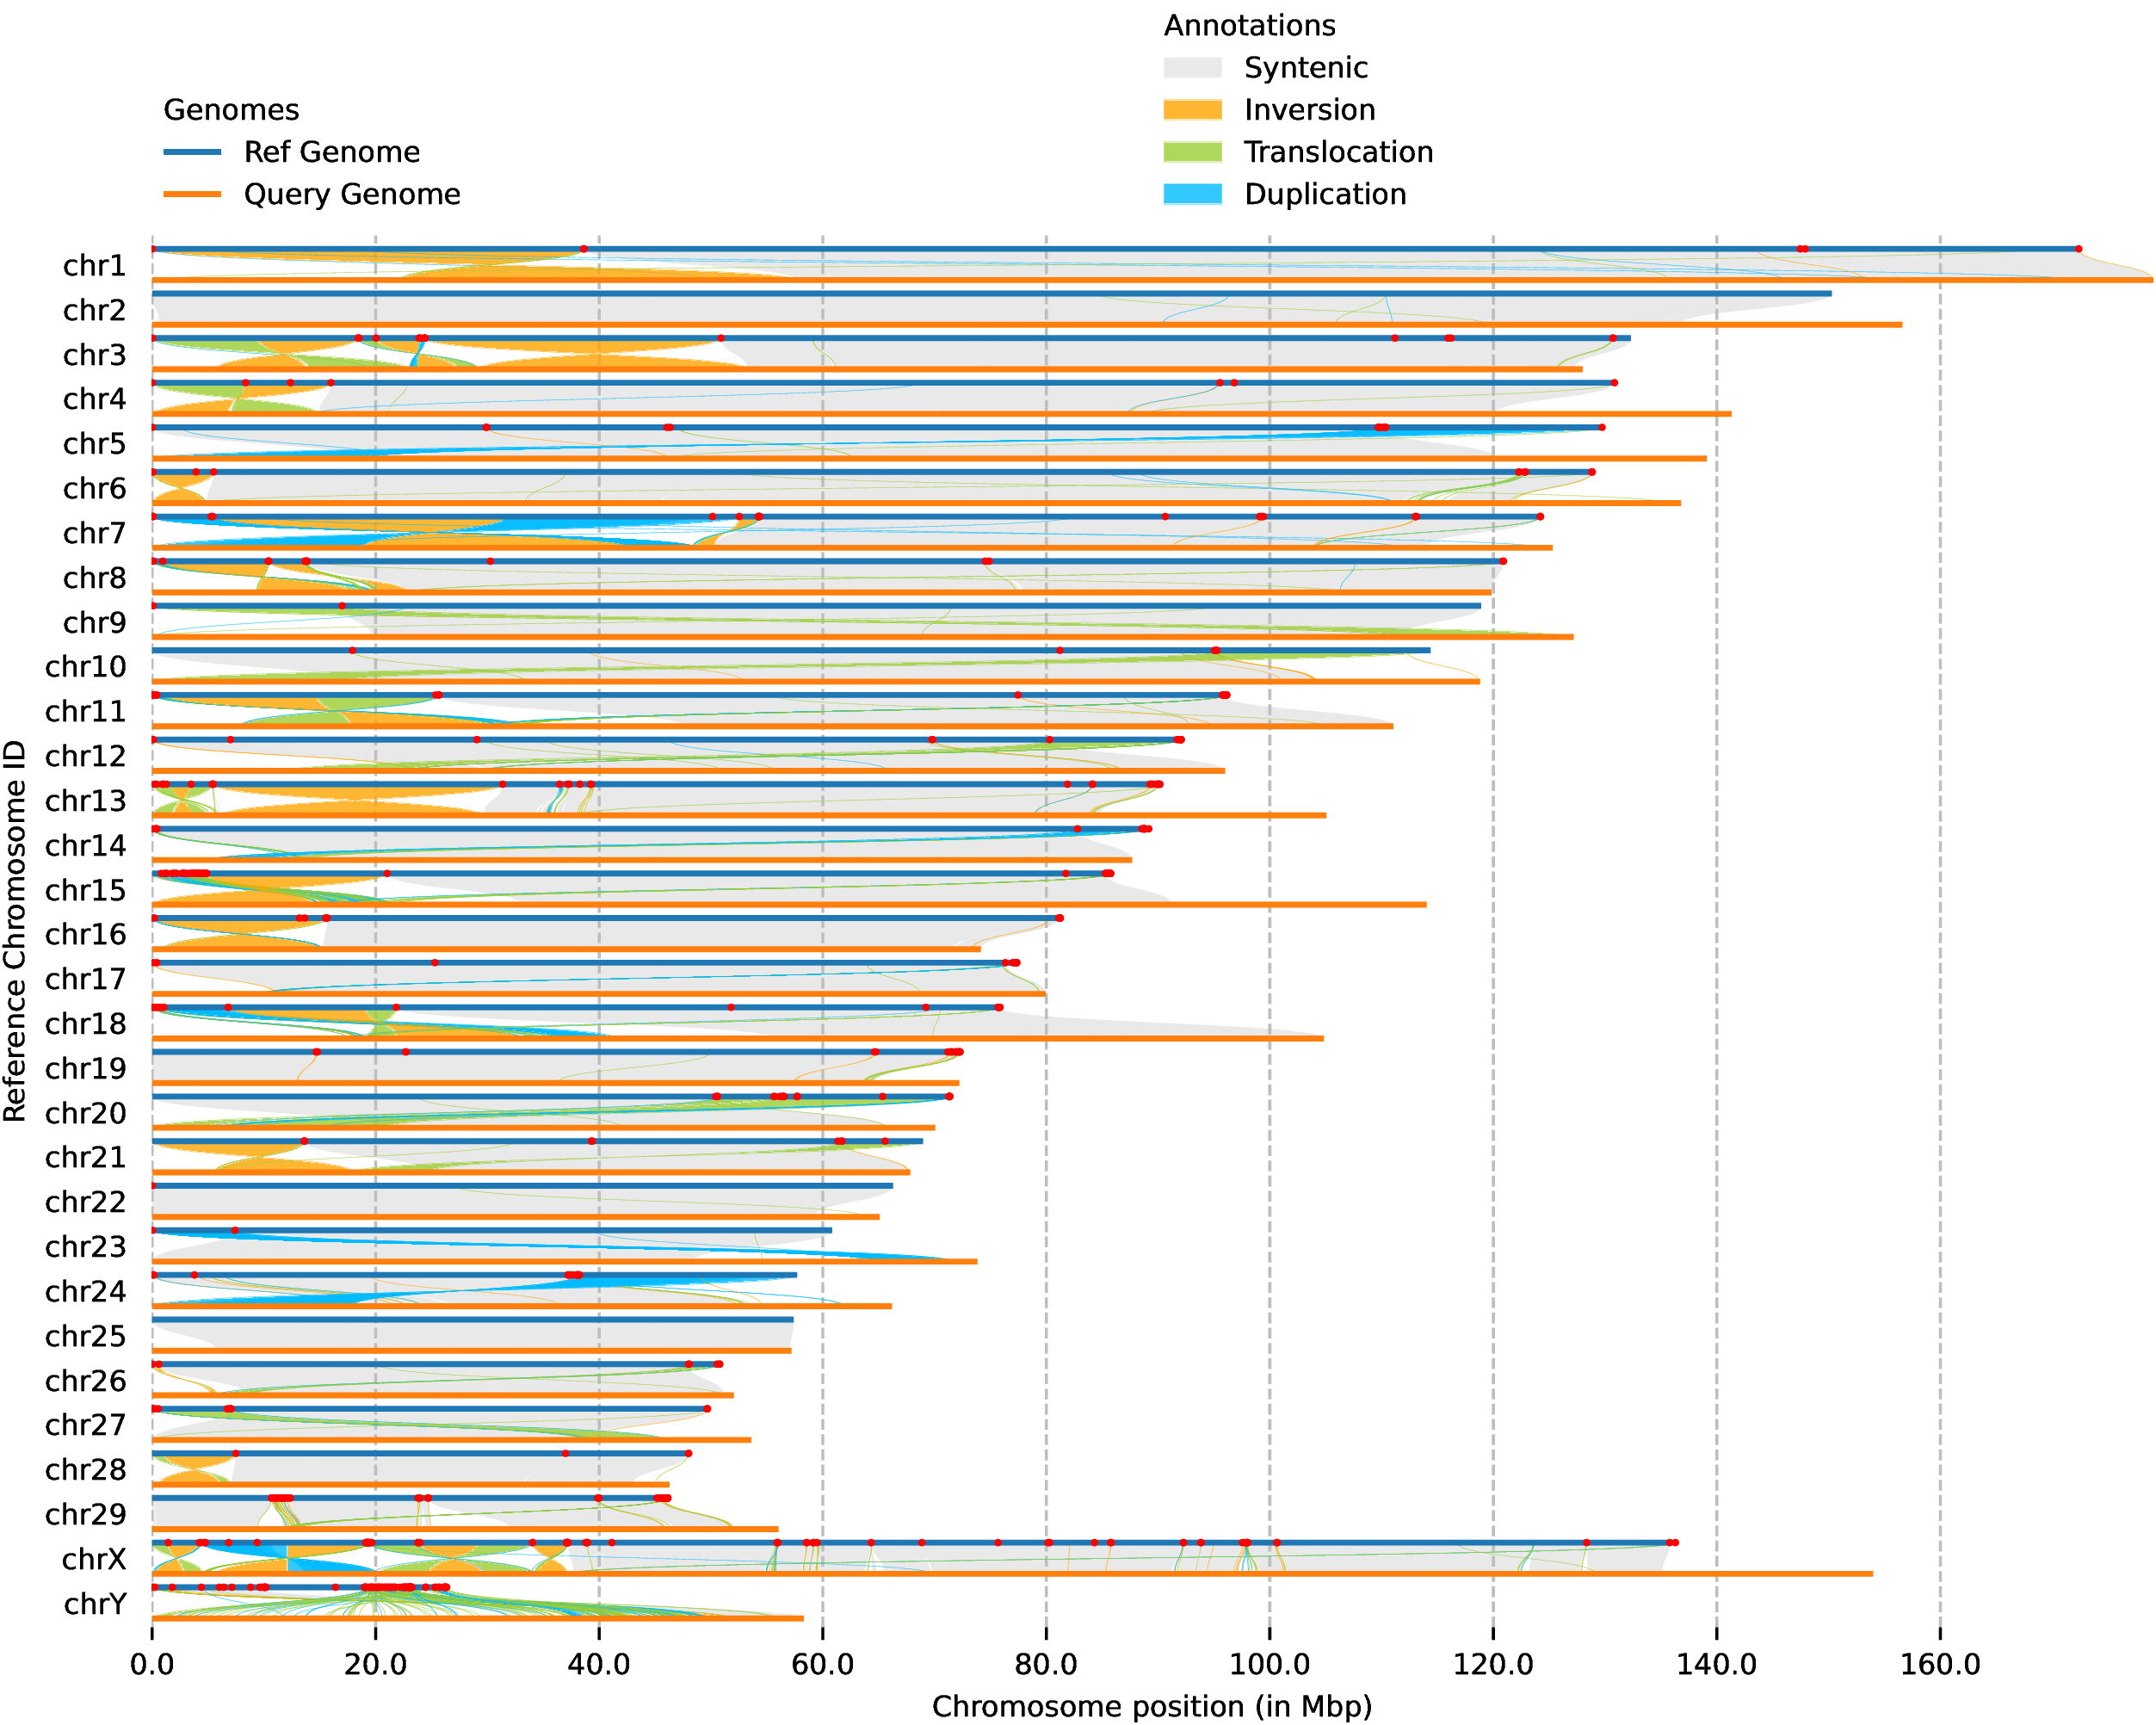 Genomes
Ref Genome
Query Genome
Annotations
Syntenic
Inversion
Translocation
Duplication
Reference Chromosome ID
chr1
chr2
chr3
chr4
chr5
chr6
chr7
chr8
chr9
chr10
chr11
chr12
chr13
chr14
chr15
chr16
chr17
chr18
chr19
chr20
chr21
chr22
chr23
chr24
chr25
chr26
chr27
chr28
chr29
chrX
chrY
0.0 20.0 40.0 60.0 80.0 100.0 120.0 140.0 160.0
Chromosome position (in Mbp)